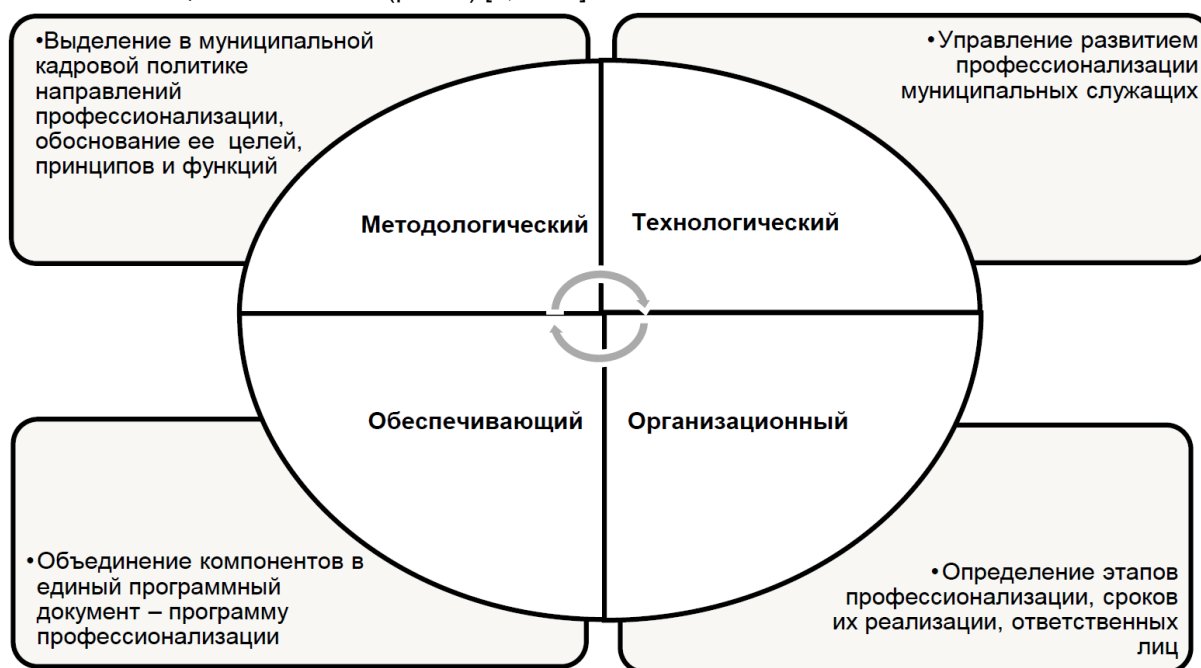 •Выделение в муниципальной
кадровой политике
направлений
профессионализации,
обоснование ее целей,
принципов и функций
•Управление развитием
профессионализации
муниципальных служащих
Методологический
Технологический
Обеспечивающий
Организационный
•Объединение компонентов в
единый программный
документ – программу
профессионализации
•Определение этапов
профессионализации, сроков
их реализации, ответственных
лиц